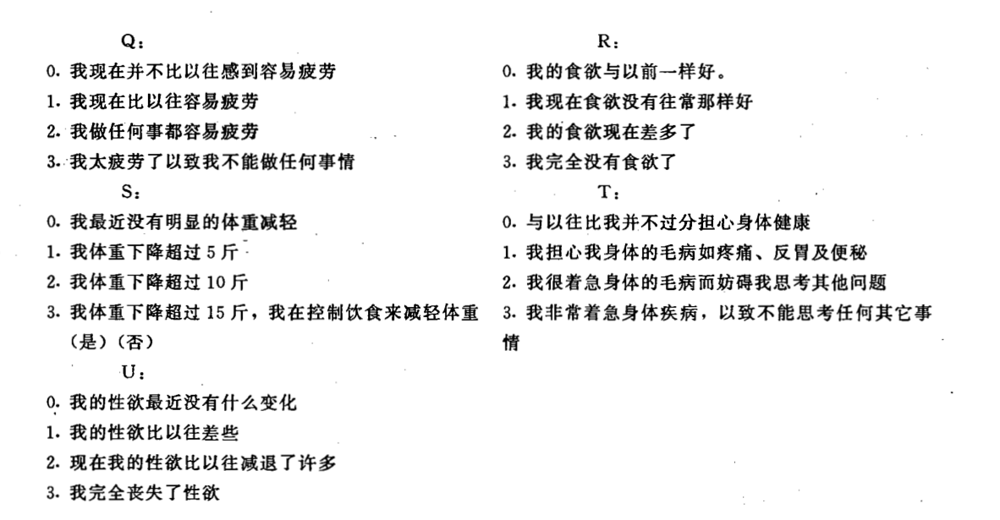 Q：
0. 我现在并不比以往感到容易疲劳
1. 我现在比以往容易疲劳
2. 我做任何事都容易疲劳
3. 我太疲劳了以致我不能做任何事情
R：
0. 我的食欲与以前一样好。
1. 我现在食欲没有往常那样好
2. 我的食欲现在差多了
3. 我完全没有食欲了
S：
0. 我最近没有明显的体重减轻
1. 我体重下降超过 5 斤
2. 我体重下降超过 10 斤
3. 我体重下降超过 15 斤，我在控制饮食来减轻体重
（是）（否）
T：
0. 与以往比我并不过分担心身体健康
1. 我担心我身体的毛病如疼痛、反胃及便秘
2. 我很着急身体的毛病而妨碍我思考其他问题
3. 我非常着急身体疾病，以致不能思考任何其它事
情
U：
0. 我的性欲最近没有什么变化
1. 我的性欲比以往差些
2. 现在我的性欲比以往减退了许多
3. 我完全丧失了性欲